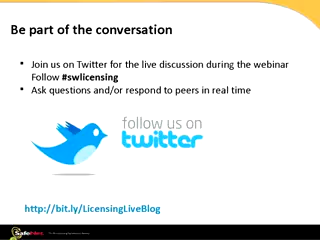 Be part of the conversation
• Join us on Twitter for the live discussion during the webinar
Follow #swlicensing
• Ask questions and/or respond to peers in real time
follow us on
twitter
http://bit.ly/LicensingLiveBlog
SafeNet